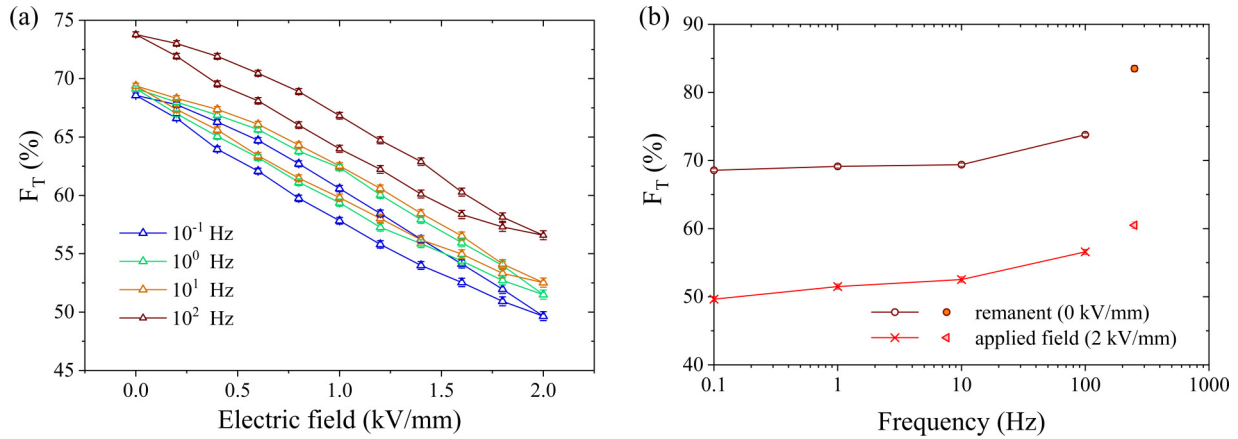 (a)
75
70
65
60
55
50
45
F_T (%)
10^-1 Hz
10^0 Hz
10^1 Hz
10^2 Hz
0.0 0.5 1.0 1.5 2.0
Electric field (kV/mm)
(b)
90
80
70
60
50
40
F_T (%)
remanent (0 kV/mm)
applied field (2 kV/mm)
0.1 1 10 100 1000
Frequency (Hz)